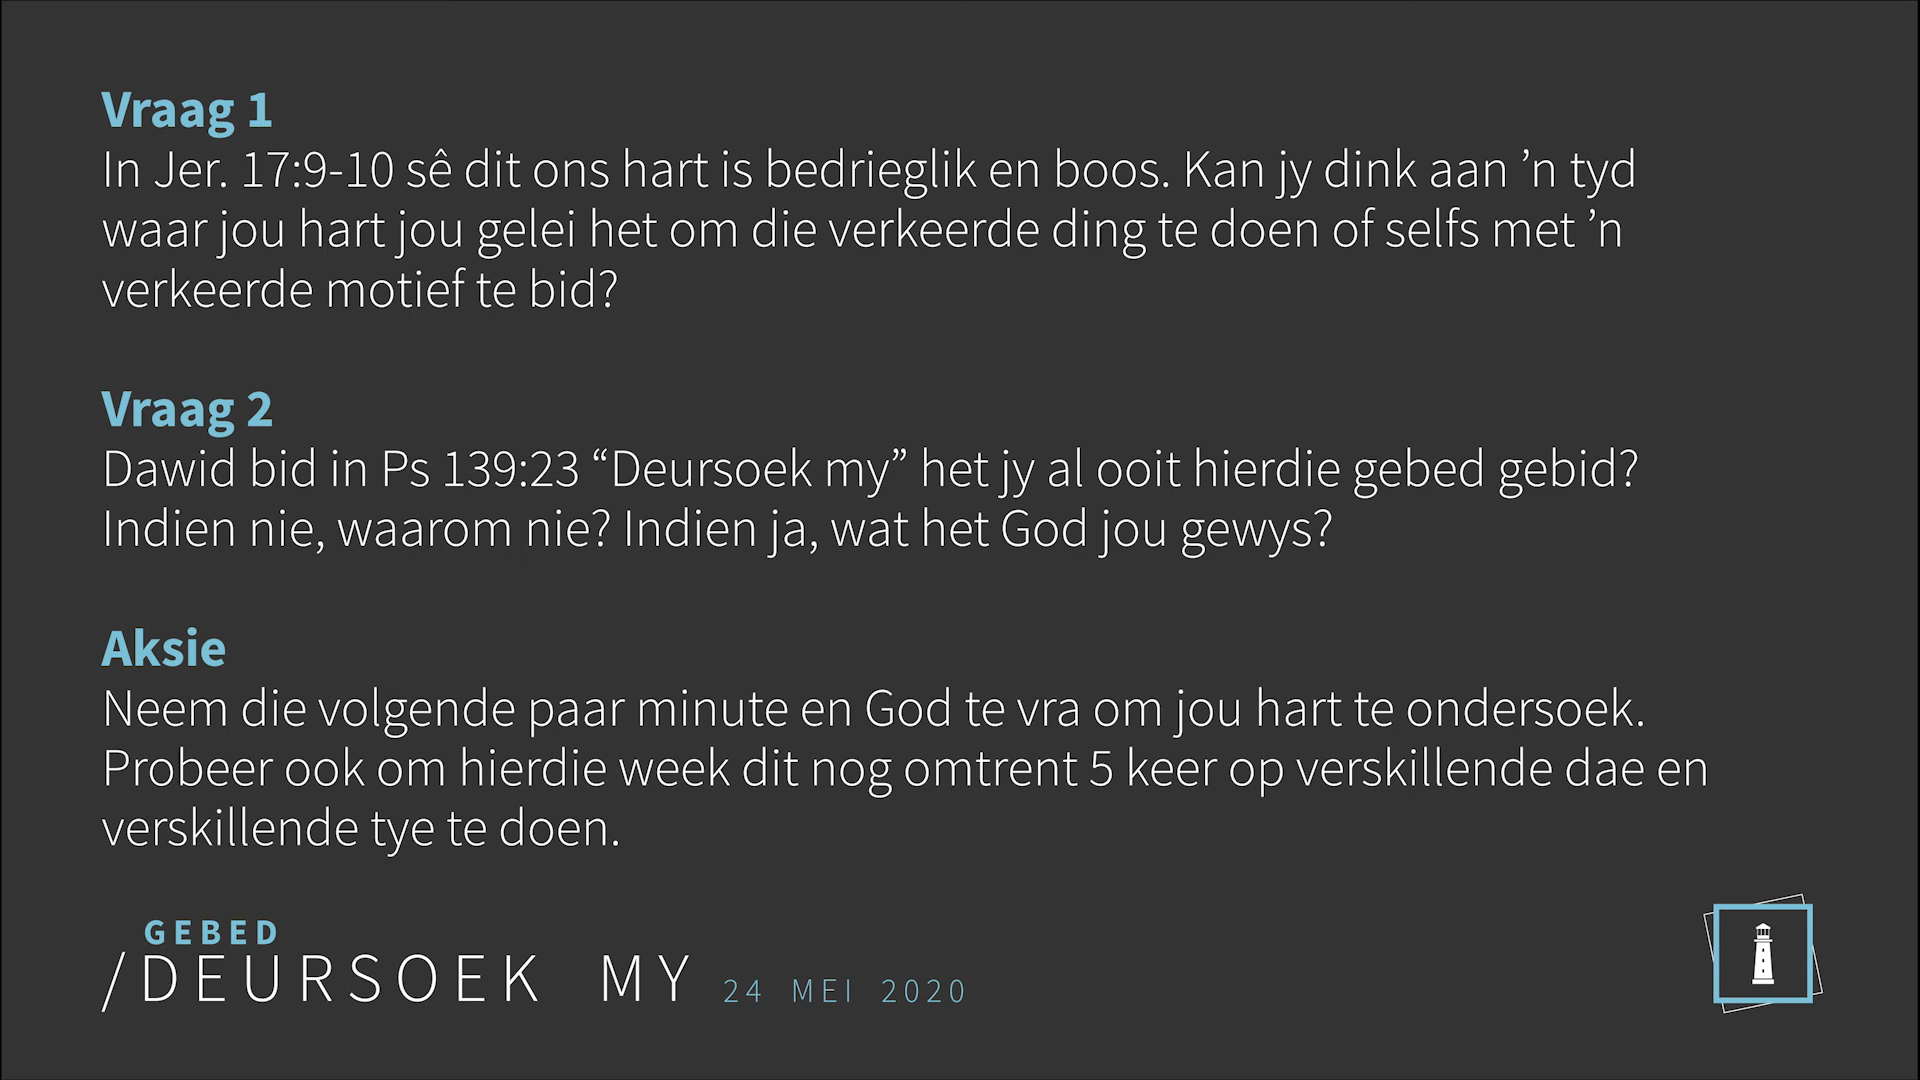 Vraag 1
In Jer. 17:9-10 sê dit ons hart is bedrieglik en boos. Kan jy dink aan ’n tyd
waar jou hart jou gelei het om die verkeerde ding te doen of selfs met ’n
verkeerde motief te bid?
Vraag 2
Dawid bid in Ps 139:23 “Deursoek my” het jy al ooit hierdie gebed gebid?
Indien nie, waarom nie? Indien ja, wat het God jou gewys?
Aksie
Neem die volgende paar minute en God te vra om jou hart te ondersoek.
Probeer ook om hierdie week dit nog omtrent 5 keer op verskillende dae en
verskillende tye te doen.
GEBED
/DEURSOEK MY 24 MEI 2020